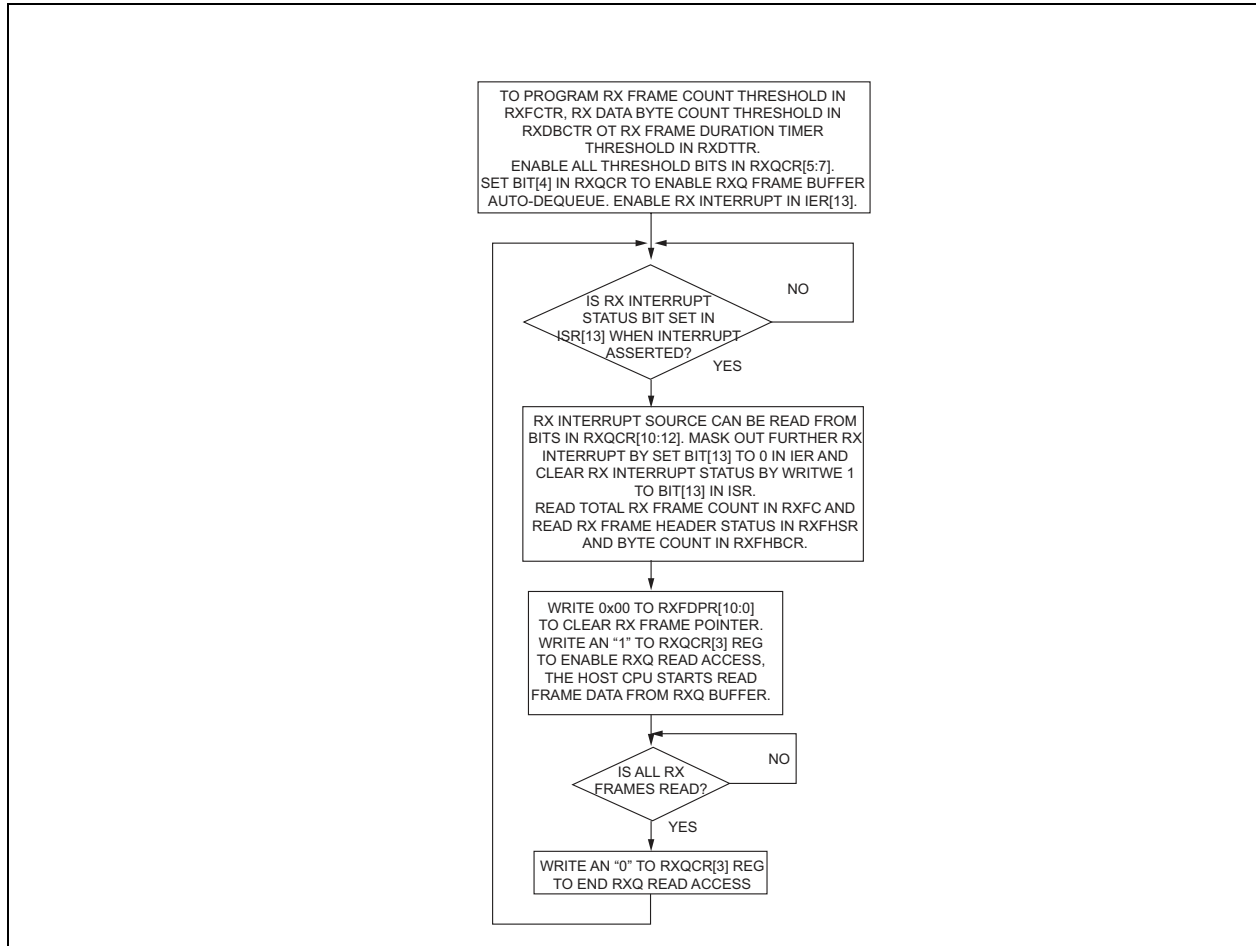 TO PROGRAM RX FRAME COUNT THRESHOLD IN
RXFCTR, RX DATA BYTE COUNT THRESHOLD IN
RXDBCTR OT RX FRAME DURATION TIMER
THRESHOLD IN RXDTTR.
ENABLE ALL THRESHOLD BITS IN RXQCR[5:7].
SET BIT[4] IN RXQCR TO ENABLE RXQ FRAME BUFFER
AUTO-DEQUEUE. ENABLE RX INTERRUPT IN IER[13].
NO
IS RX INTERRUPT
STATUS BIT SET IN
ISR[13] WHEN INTERRUPT
ASSERTED?
YES
RX INTERRUPT SOURCE CAN BE READ FROM
BITS IN RXQCR[10:12]. MASK OUT FURTHER RX
INTERRUPT BY SET BIT[13] TO 0 IN IER AND
CLEAR RX INTERRUPT STATUS BY WRITWE 1
TO BIT[13] IN ISR.
READ TOTAL RX FRAME COUNT IN RXFC AND
READ RX FRAME HEADER STATUS IN RXFHSR
AND BYTE COUNT IN RXFHBCR.
WRITE 0x00 TO RXFDPR[10:0]
TO CLEAR RX FRAME POINTER.
WRITE AN “1” TO RXQCR[3] REG
TO ENABLE RXQ READ ACCESS,
THE HOST CPU STARTS READ
FRAME DATA FROM RXQ BUFFER.
NO
IS ALL RX
FRAMES READ?
YES
WRITE AN “0” TO RXQCR[3] REG
TO END RXQ READ ACCESS